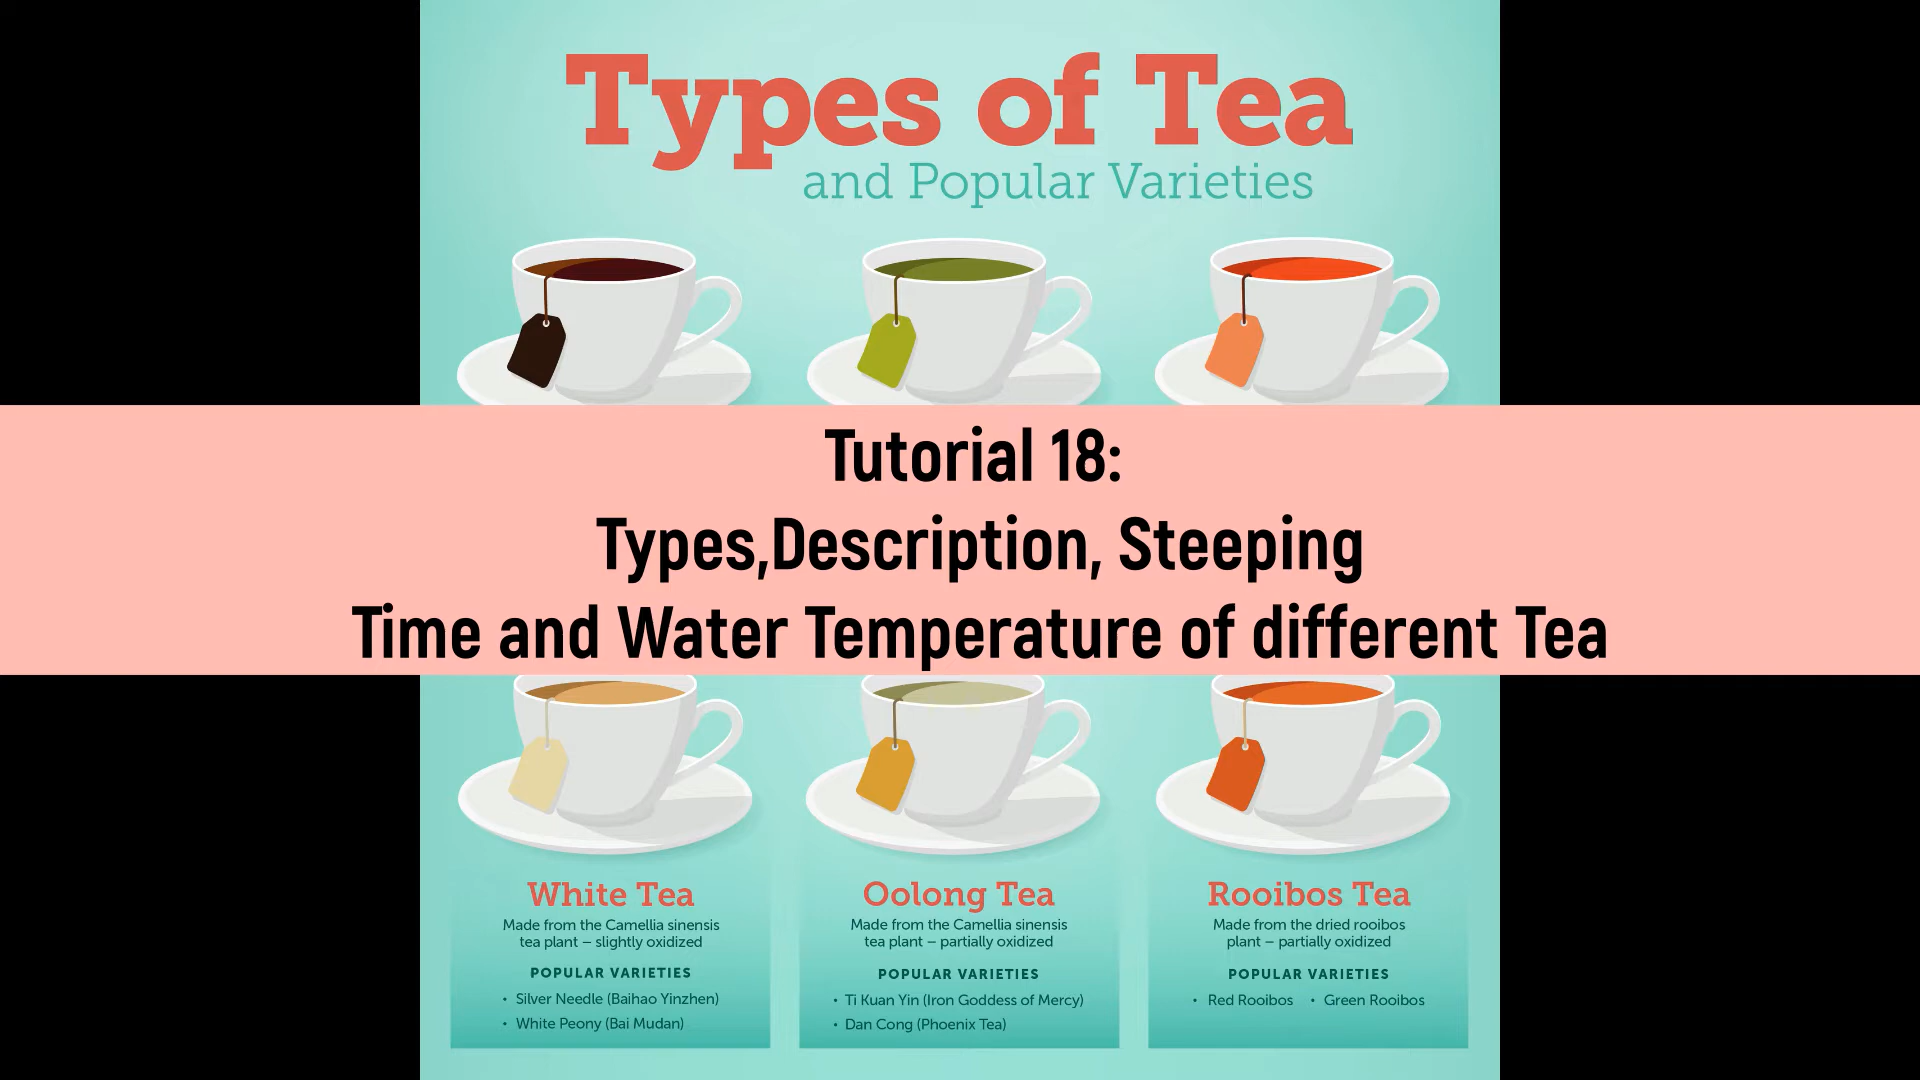 Types of Tea
and Popular Varieties
Tutorial 18:
Types,Description, Steeping
Time and Water Temperature of different Tea
White Tea
Made from the Camellia sinensis
tea plant – slightly oxidized
POPULAR VARIETIES
• Silver Needle (Baihao Yinzhen)
• White Peony (Bai Mudan)
Oolong Tea
Made from the Camellia sinensis
tea plant – partially oxidized
POPULAR VARIETIES
• Ti Kuan Yin (Iron Goddess of Mercy)
• Dan Cong (Phoenix Tea)
Rooibos Tea
Made from the dried rooibos
plant – partially oxidized
POPULAR VARIETIES
• Red Rooibos • Green Rooibos